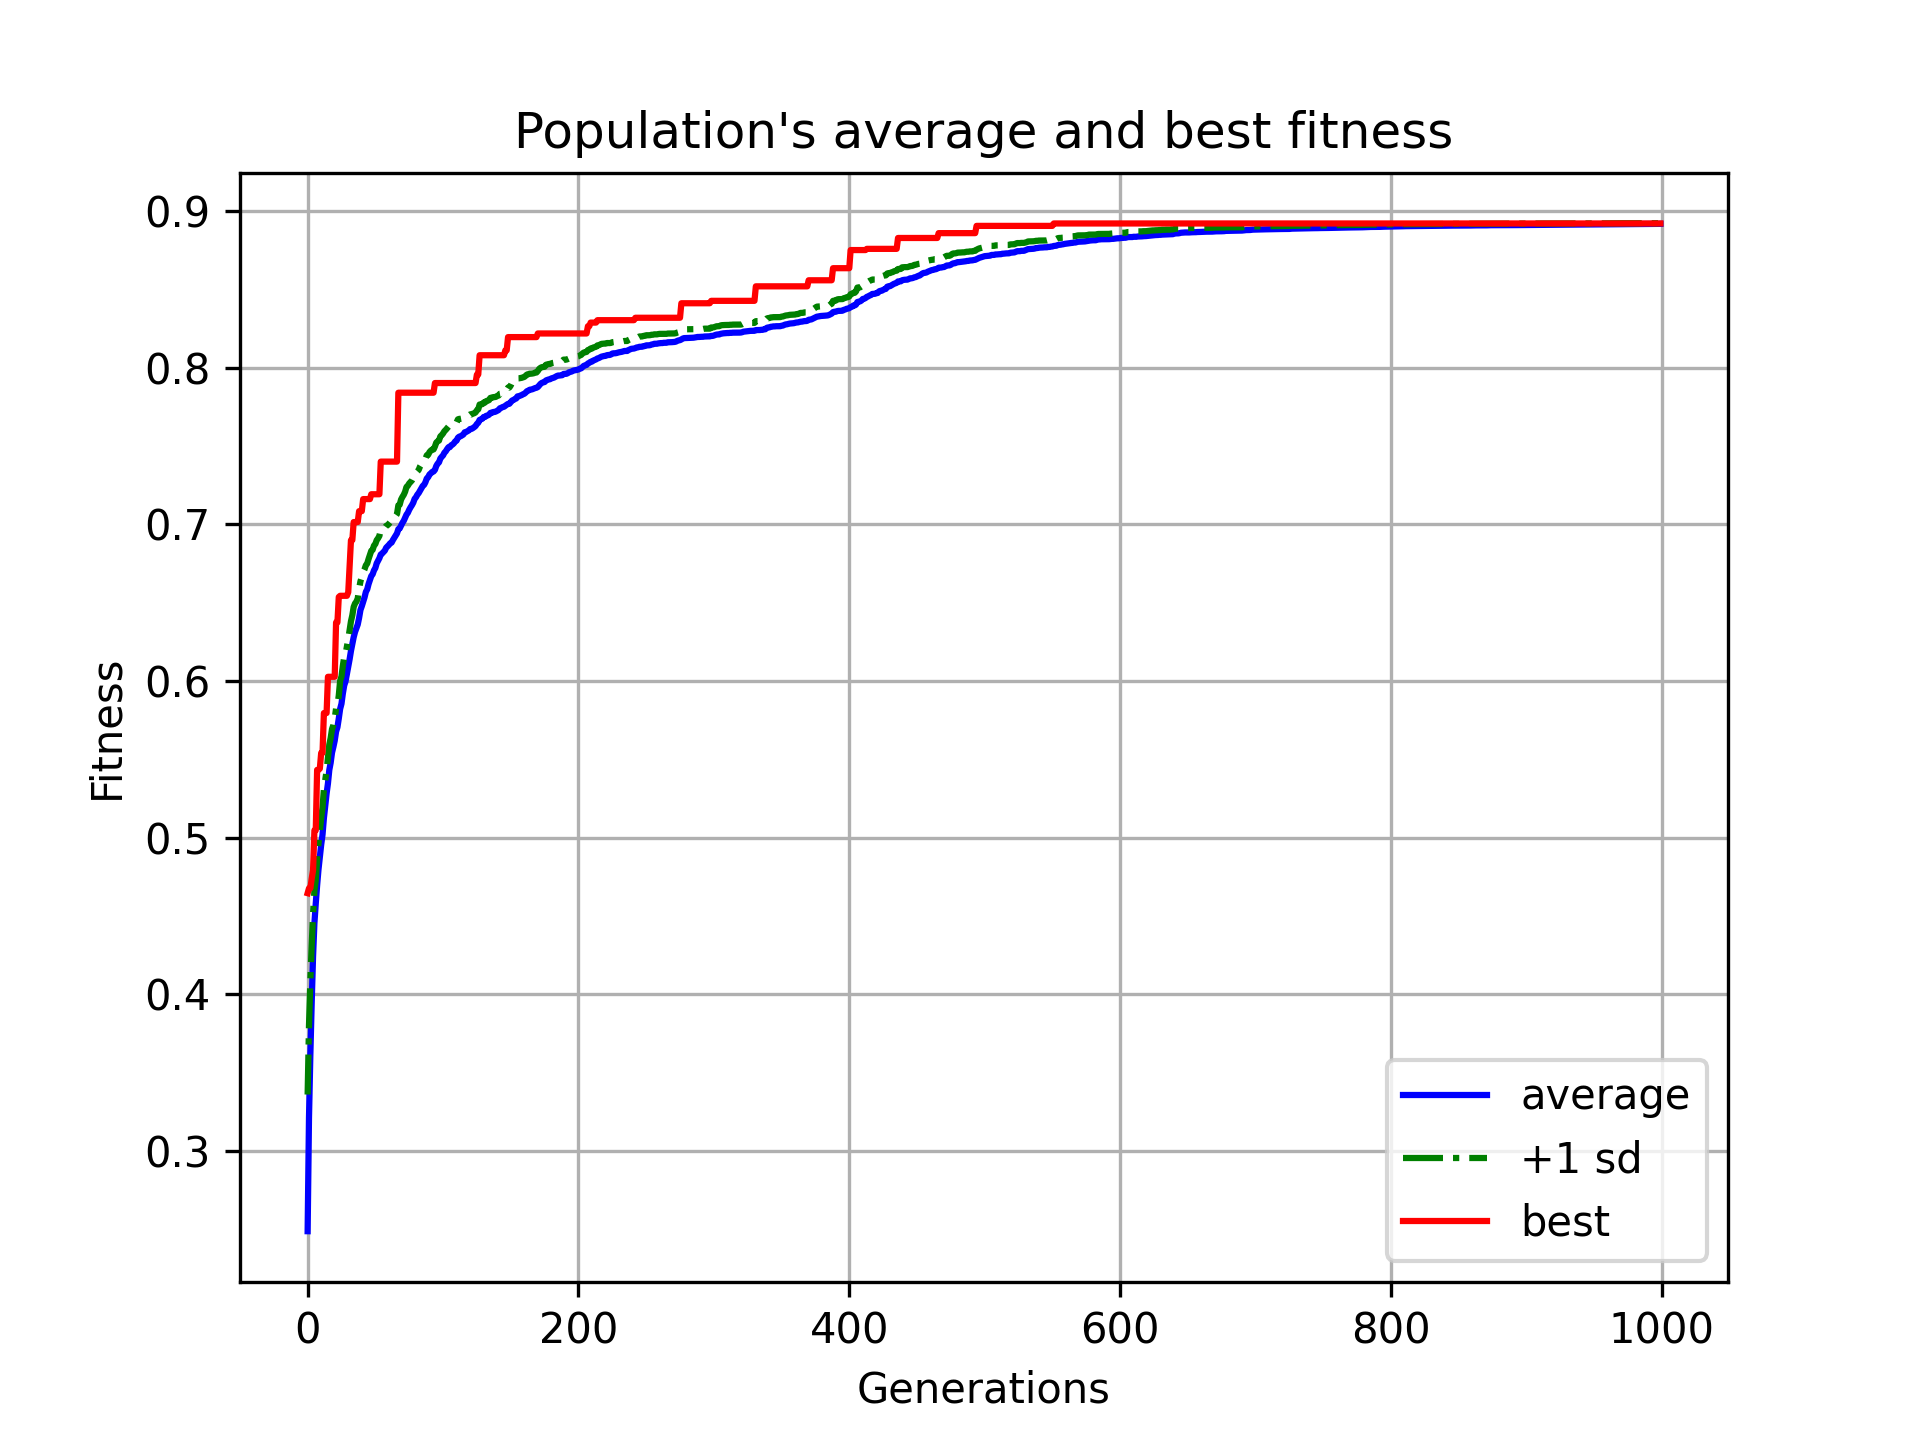 Population's average and best fitness
0.9
0.8
0.7
0.6
0.5
0.4
0.3
Fitness
0 200 400 600 800 1000
Generations
average
+1 sd
best